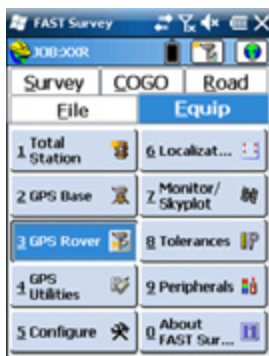 FAST Survey
JOB:XXR
Survey COGO Road
File Equip
1 Total Station
6 Localizat...
2 GPS Base
7 Monitor/ Skyplot
3 GPS Rover
8 Tolerances
4 GPS Utilities
9 Peripherals
5 Configure
0 About FAST Sur...